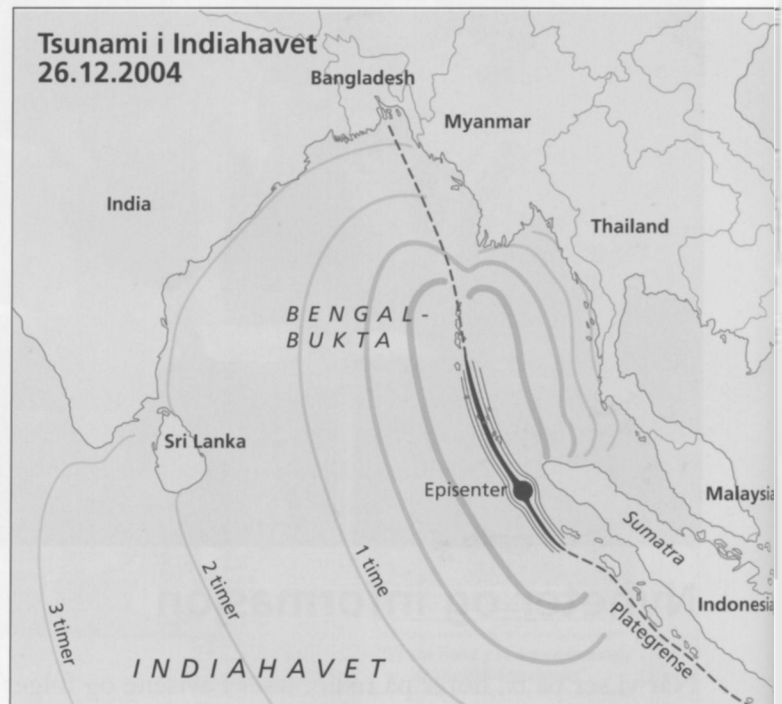 Tsunami i Indiahavet
26.12.2004
Bangladesh
Myanmar
India
Thailand
BENGAL-
BUKTA
Sri Lanka
Episenter
Malaysia
Sumatra
1 time
2 timer
3 timer
Indonesia
Plategrense
INDIAHAVET